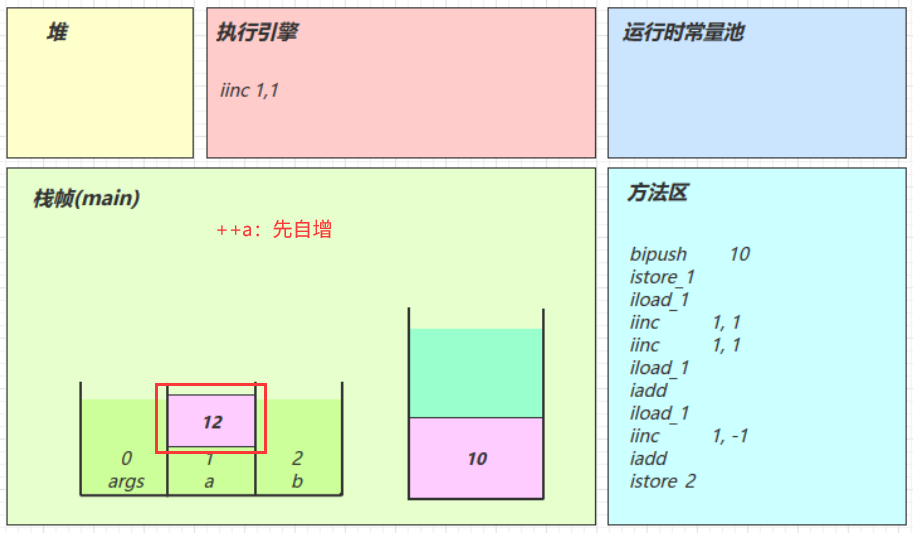 堆
执行引擎
iinc 1,1
运行时常量池
栈帧(main)
++a：先自增
12
0 1 2
args a b
10
方法区
bipush 10
istore_1
iload_1
iinc 1, 1
iinc 1, 1
iload_1
iadd
iload_1
iinc 1, -1
iadd
istore 2